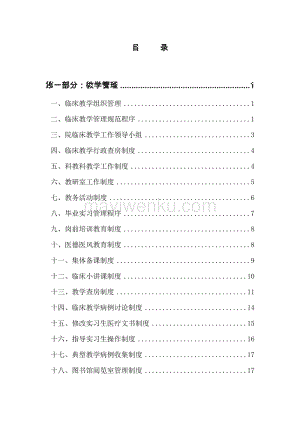 目 录
第一部分：教学管理........................................1
一、临床教学组织管理........................................1
二、临床教学管理规范程序........................................1
三、院临床教学工作领导小组........................................3
四、临床教学行政查房制度........................................4
五、科教科教学工作制度........................................4
六、教研室工作制度........................................5
七、教务活动制度........................................6
八、毕业实习管理程序........................................7
九、岗前培训教育制度........................................8
十、医德医风教育制度........................................8
十一、集体备课制度........................................9
十二、临床小讲课制度........................................10
十三、教学查房制度........................................11
十四、临床教学病例讨论制度........................................14
十五、修改实习生医疗文书制度........................................15
十六、指导实习生操作制度........................................16
十七、典型教学病例收集制度........................................17
十八、图书馆阅览室管理制度........................................17